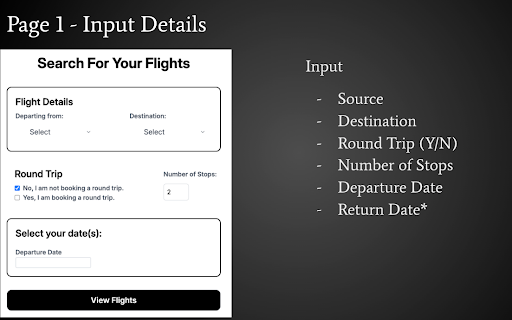 Page 1 - Input Details
Search For Your Flights
Flight Details
Departing from: Destination:
Select Select
Round Trip Number of Stops:
No, I am not booking a round trip. 2
Yes, I am booking a round trip.
Select your date(s):
Departure Date
View Flights
Input
- Source
- Destination
- Round Trip (Y/N)
- Number of Stops
- Departure Date
- Return Date*